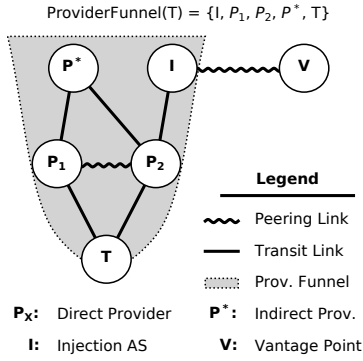 ProviderFunnel(T) = {I, P₁, P₂, P*, T}
P* I V
P₁ P₂
T
Legend
Peering Link
Transit Link
Prov. Funnel
Pₓ: Direct Provider P*: Indirect Prov.
I: Injection AS V: Vantage Point